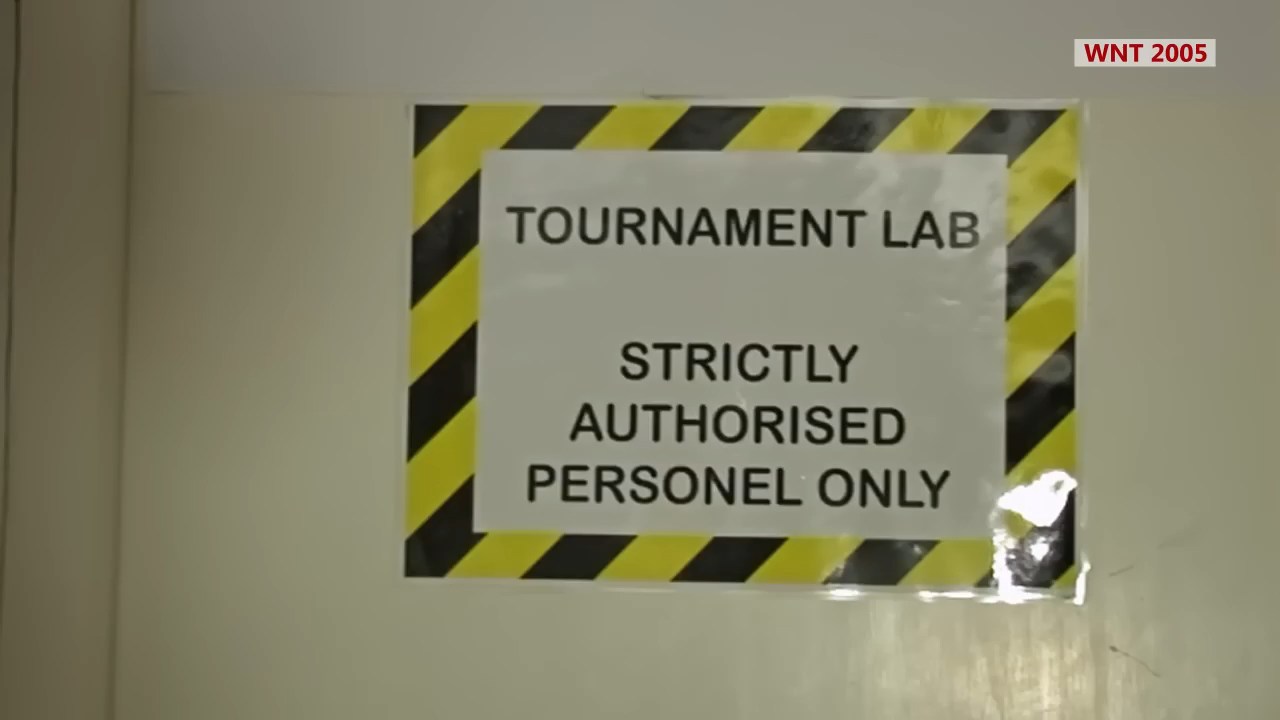 WNT 2005
TOURNAMENT LAB
STRICTLY
AUTHORISED
PERSONEL ONLY